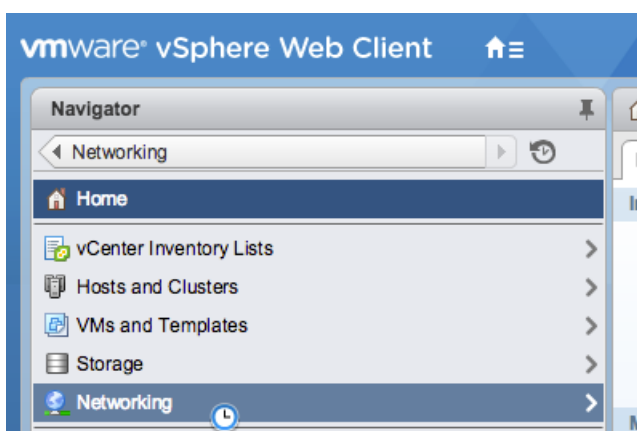 vmware® vSphere Web Client
Navigator
Networking
Home
vCenter Inventory Lists
Hosts and Clusters
VMs and Templates
Storage
Networking